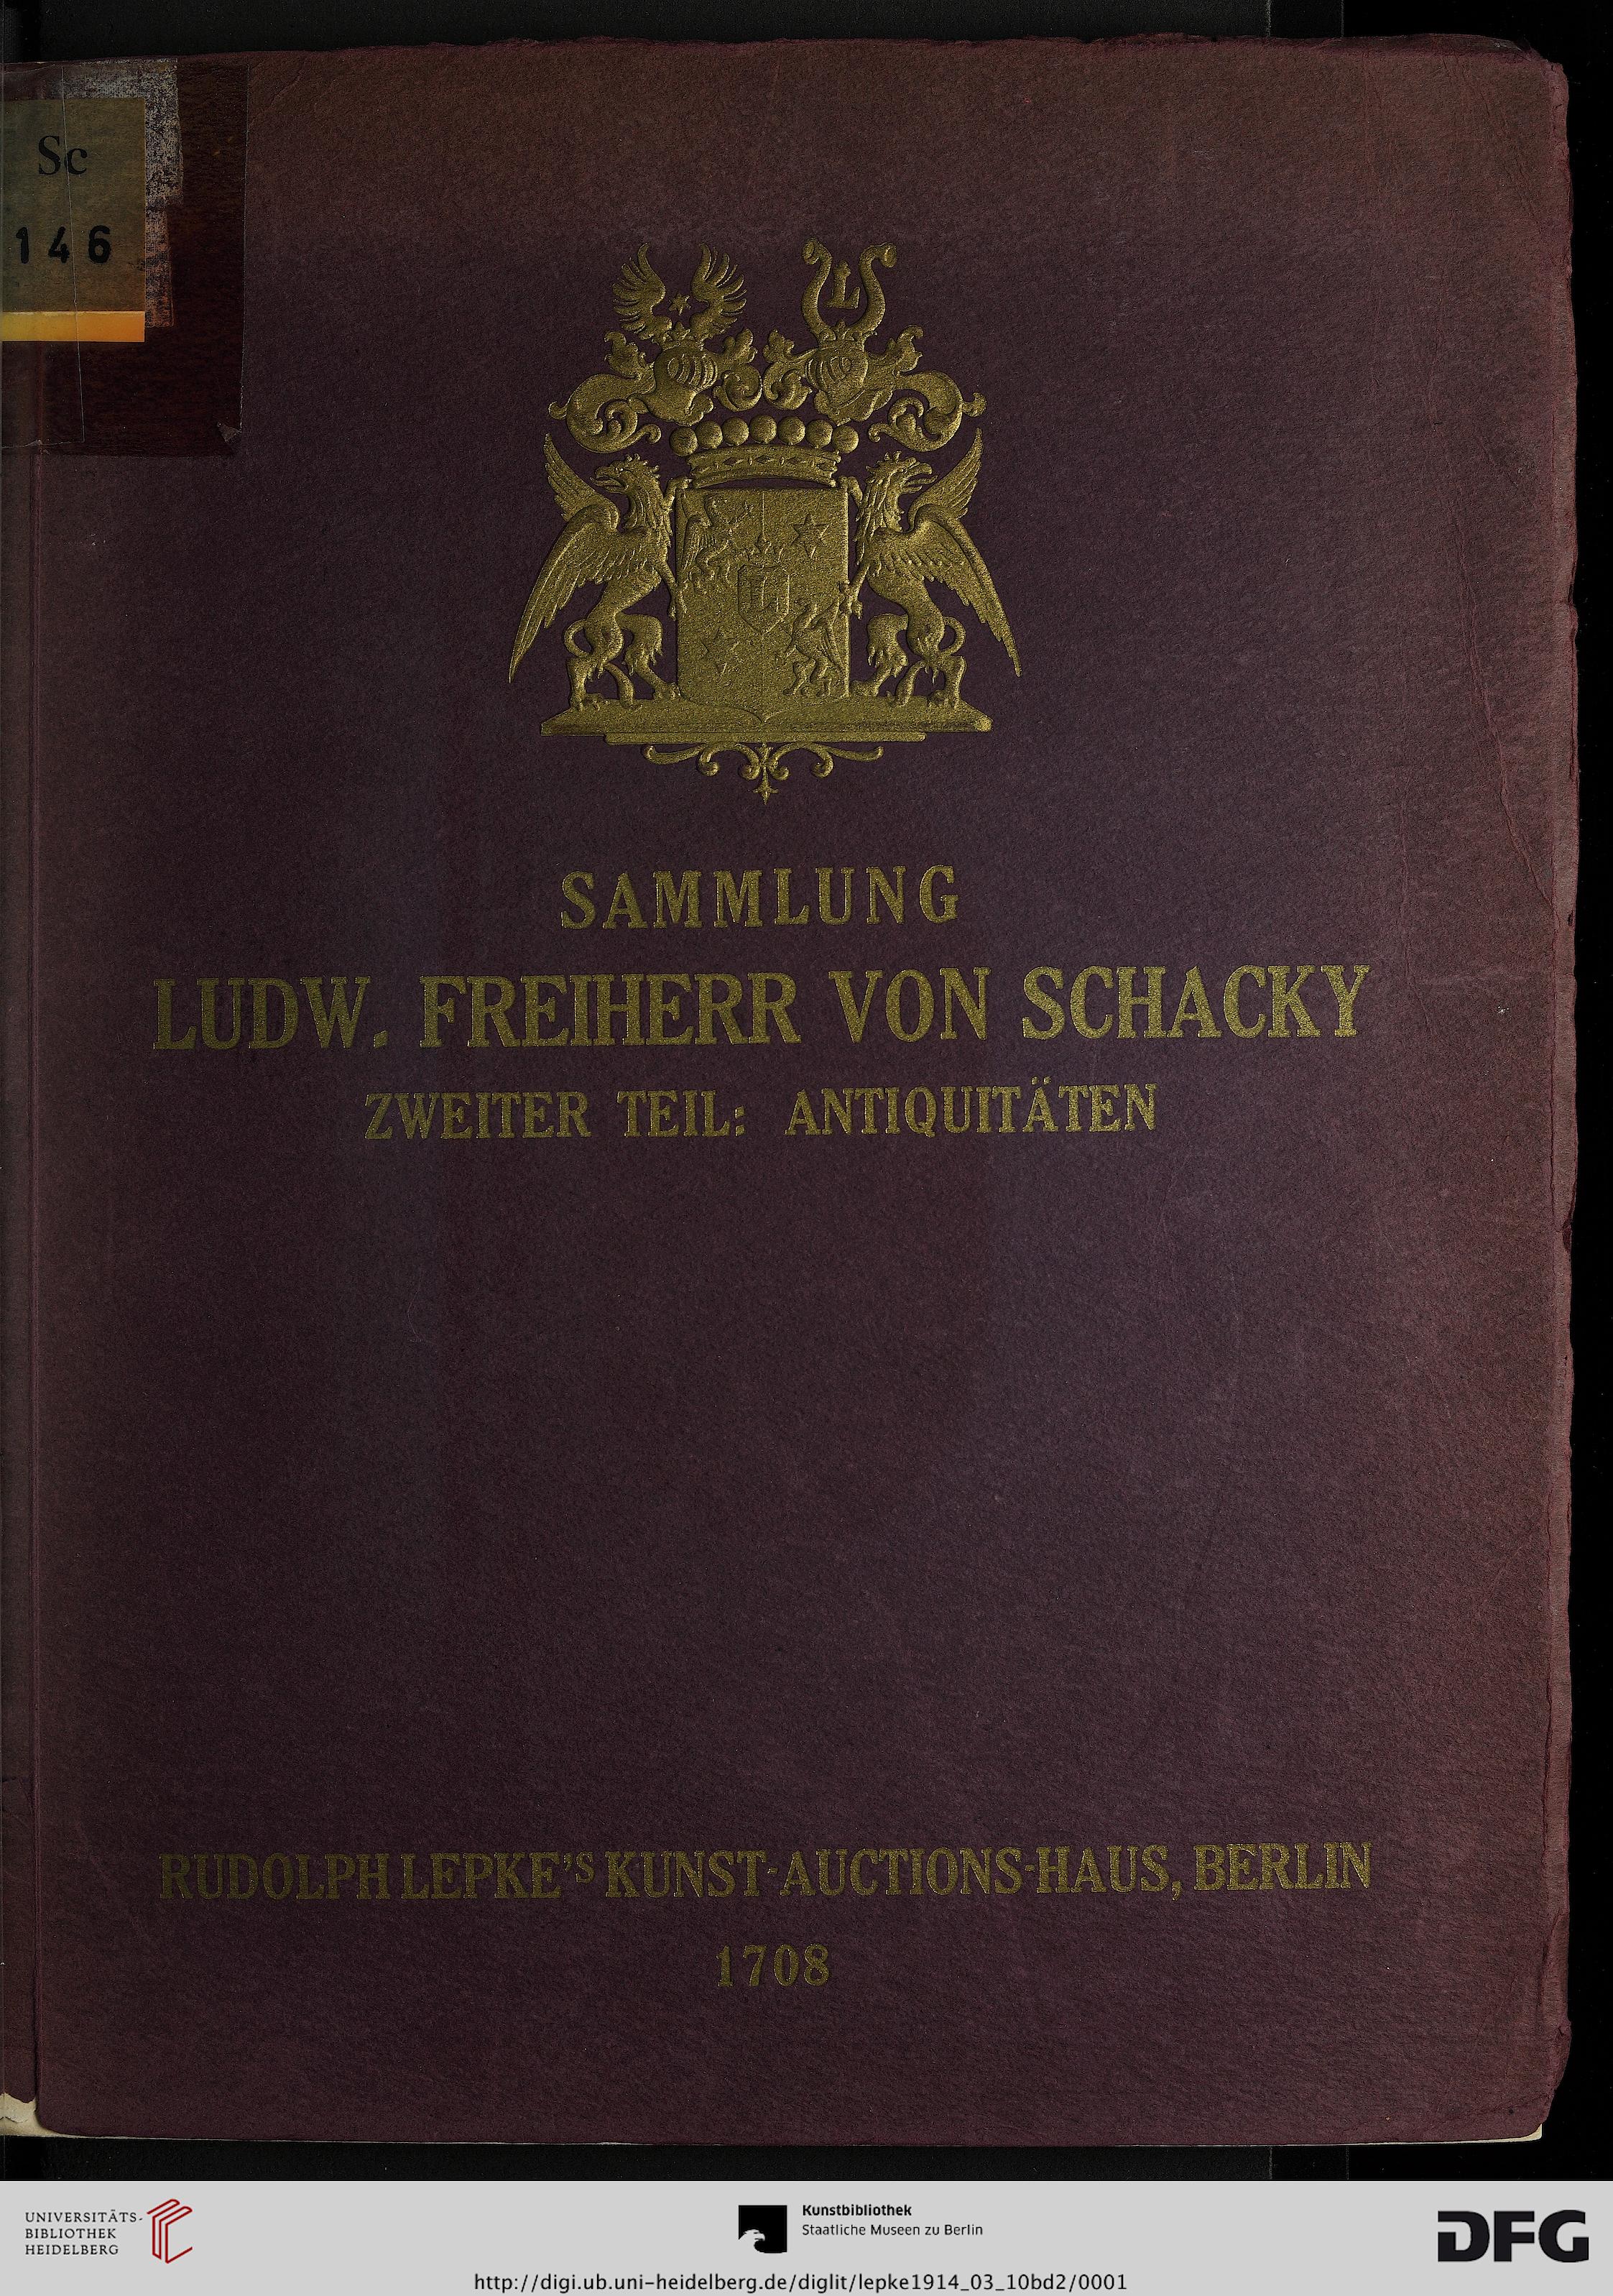 Sc
146
L
SAMMLUNG
LUDW. FREIHERR VON SCHACKY
ZWEITER TEIL: ANTIQUITÄTEN
RUDOLPH LEPKE'S KUNST-AUCTIONS-HAUS, BERLIN
1708
UNIVERSITÄTS-
BIBLIOTHEK
HEIDELBERG
Kunstbibliothek
Staatliche Museen zu Berlin
DFG
http://digi.ub.uni-heidelberg.de/diglit/lepke1914_03_10bd2/0001